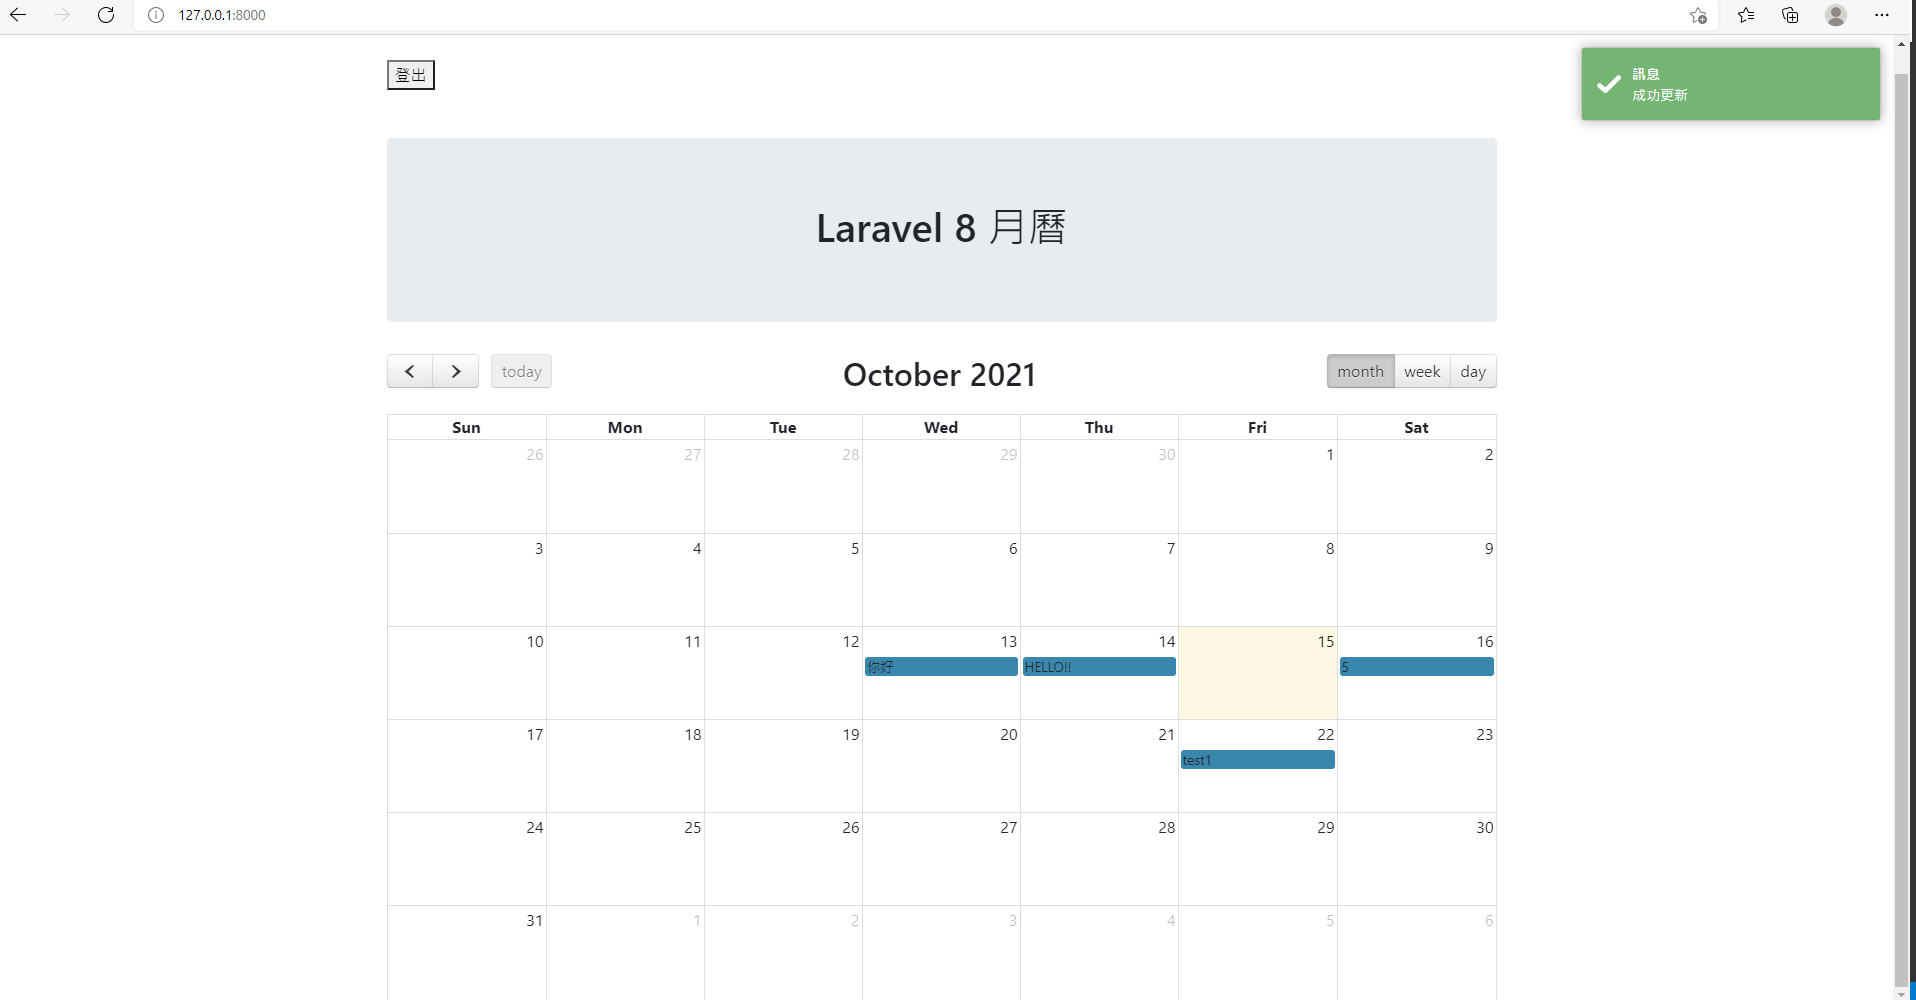 127.0.0.1:8000
登出
訊息
成功更新
Laravel 8 月曆
today
October 2021
month week day
Sun Mon Tue Wed Thu Fri Sat
26 27 28 29 30 1 2
3 4 5 6 7 8 9
10 11 12 13 14 15 16
你好 HELLO!! 5
17 18 19 20 21 22 23
test1
24 25 26 27 28 29 30
31 1 2 3 4 5 6